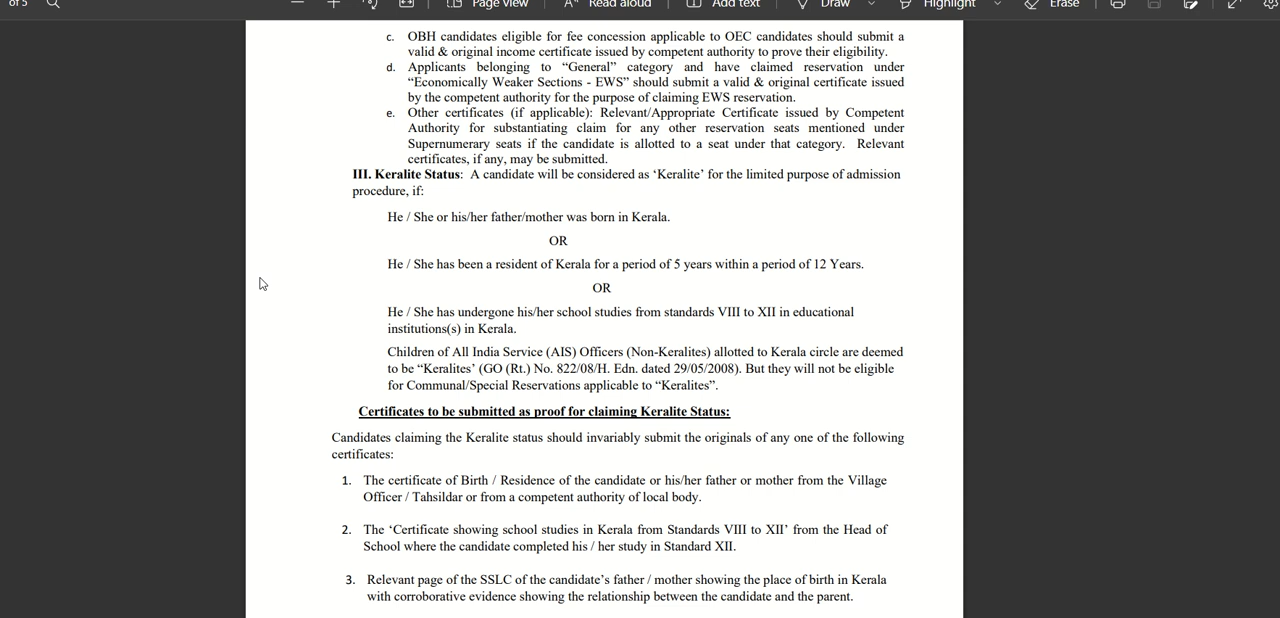 of 5
Page view
Read aloud
Add text
Draw
Highlight
Erase
c. OBH candidates eligible for fee concession applicable to OEC candidates should submit a
valid & original income certificate issued by competent authority to prove their eligibility.
d. Applicants belonging to “General” category and have claimed reservation under
“Economically Weaker Sections - EWS” should submit a valid & original certificate issued
by the competent authority for the purpose of claiming EWS reservation.
e. Other certificates (if applicable): Relevant/Appropriate Certificate issued by Competent
Authority for substantiating claim for any other reservation seats mentioned under
Supernumerary seats if the candidate is allotted to a seat under that category. Relevant
certificates, if any, may be submitted.
III. Keralite Status: A candidate will be considered as ‘Keralite’ for the limited purpose of admission
procedure, if:
He / She or his/her father/mother was born in Kerala.
OR
He / She has been a resident of Kerala for a period of 5 years within a period of 12 Years.
OR
He / She has undergone his/her school studies from standards VIII to XII in educational
institutions(s) in Kerala.
Children of All India Service (AIS) Officers (Non-Keralites) allotted to Kerala circle are deemed
to be “Keralites’ (GO (Rt.) No. 822/08/H. Edn. dated 29/05/2008). But they will not be eligible
for Communal/Special Reservations applicable to “Keralites”.
Certificates to be submitted as proof for claiming Keralite Status:
Candidates claiming the Keralite status should invariably submit the originals of any one of the following
certificates:
1. The certificate of Birth / Residence of the candidate or his/her father or mother from the Village
Officer / Tahsildar or from a competent authority of local body.
2. The ‘Certificate showing school studies in Kerala from Standards VIII to XII’ from the Head of
School where the candidate completed his / her study in Standard XII.
3. Relevant page of the SSLC of the candidate’s father / mother showing the place of birth in Kerala
with corroborative evidence showing the relationship between the candidate and the parent.